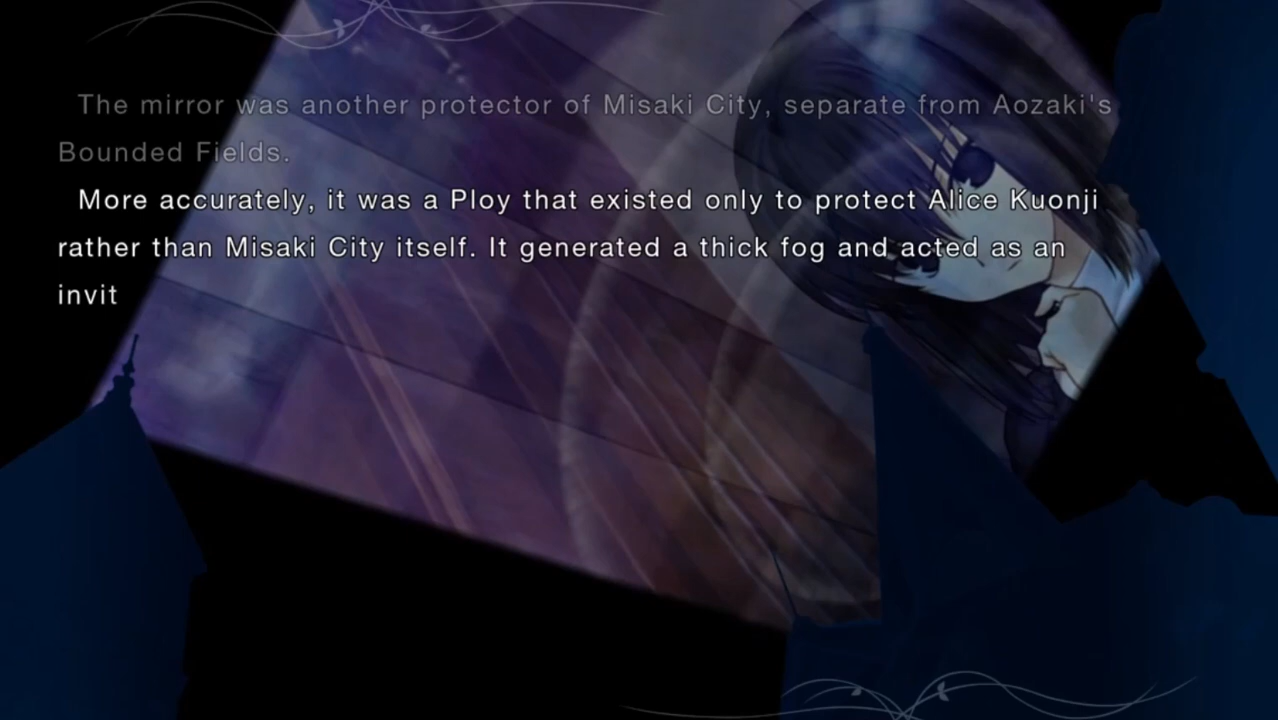 The mirror was another protector of Misaki City, separate from Aozaki's
Bounded Fields.
More accurately, it was a Ploy that existed only to protect Alice Kuonji
rather than Misaki City itself. It generated a thick fog and acted as an
invit